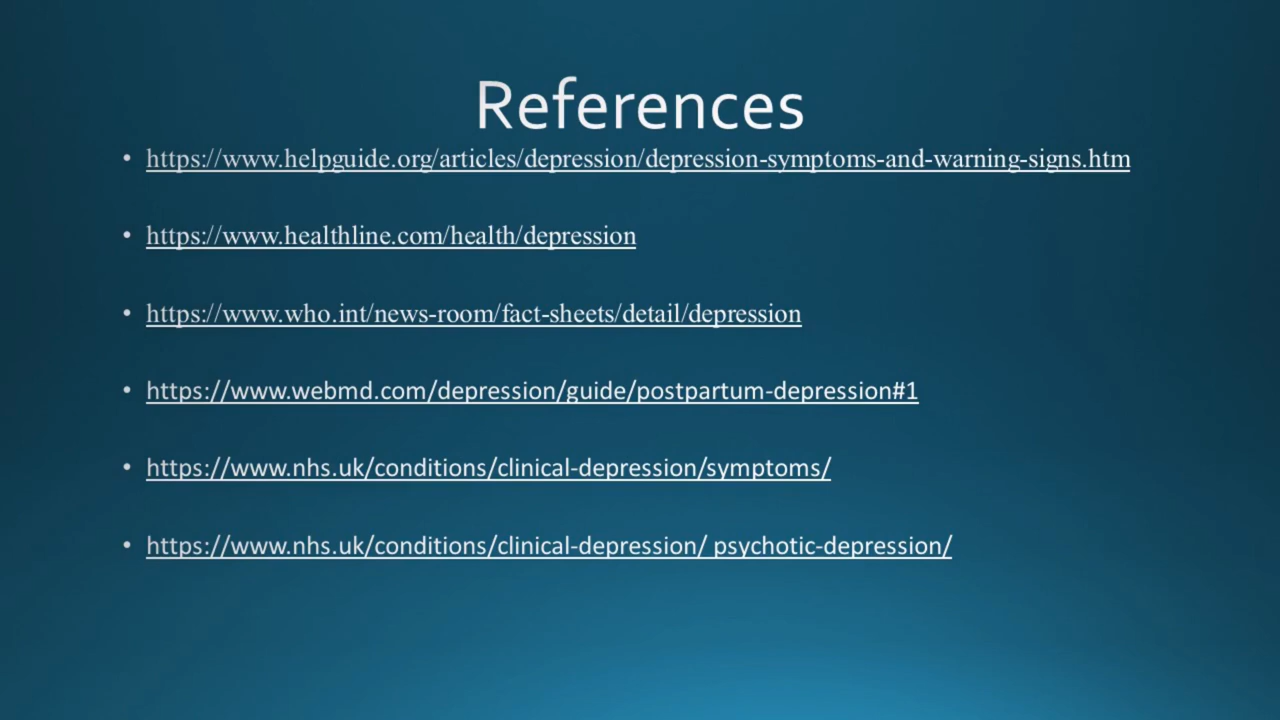 References
• https://www.helpguide.org/articles/depression/depression-symptoms-and-warning-signs.htm
• https://www.healthline.com/health/depression
• https://www.who.int/news-room/fact-sheets/detail/depression
• https://www.webmd.com/depression/guide/postpartum-depression#1
• https://www.nhs.uk/conditions/clinical-depression/symptoms/
• https://www.nhs.uk/conditions/clinical-depression/ psychotic-depression/